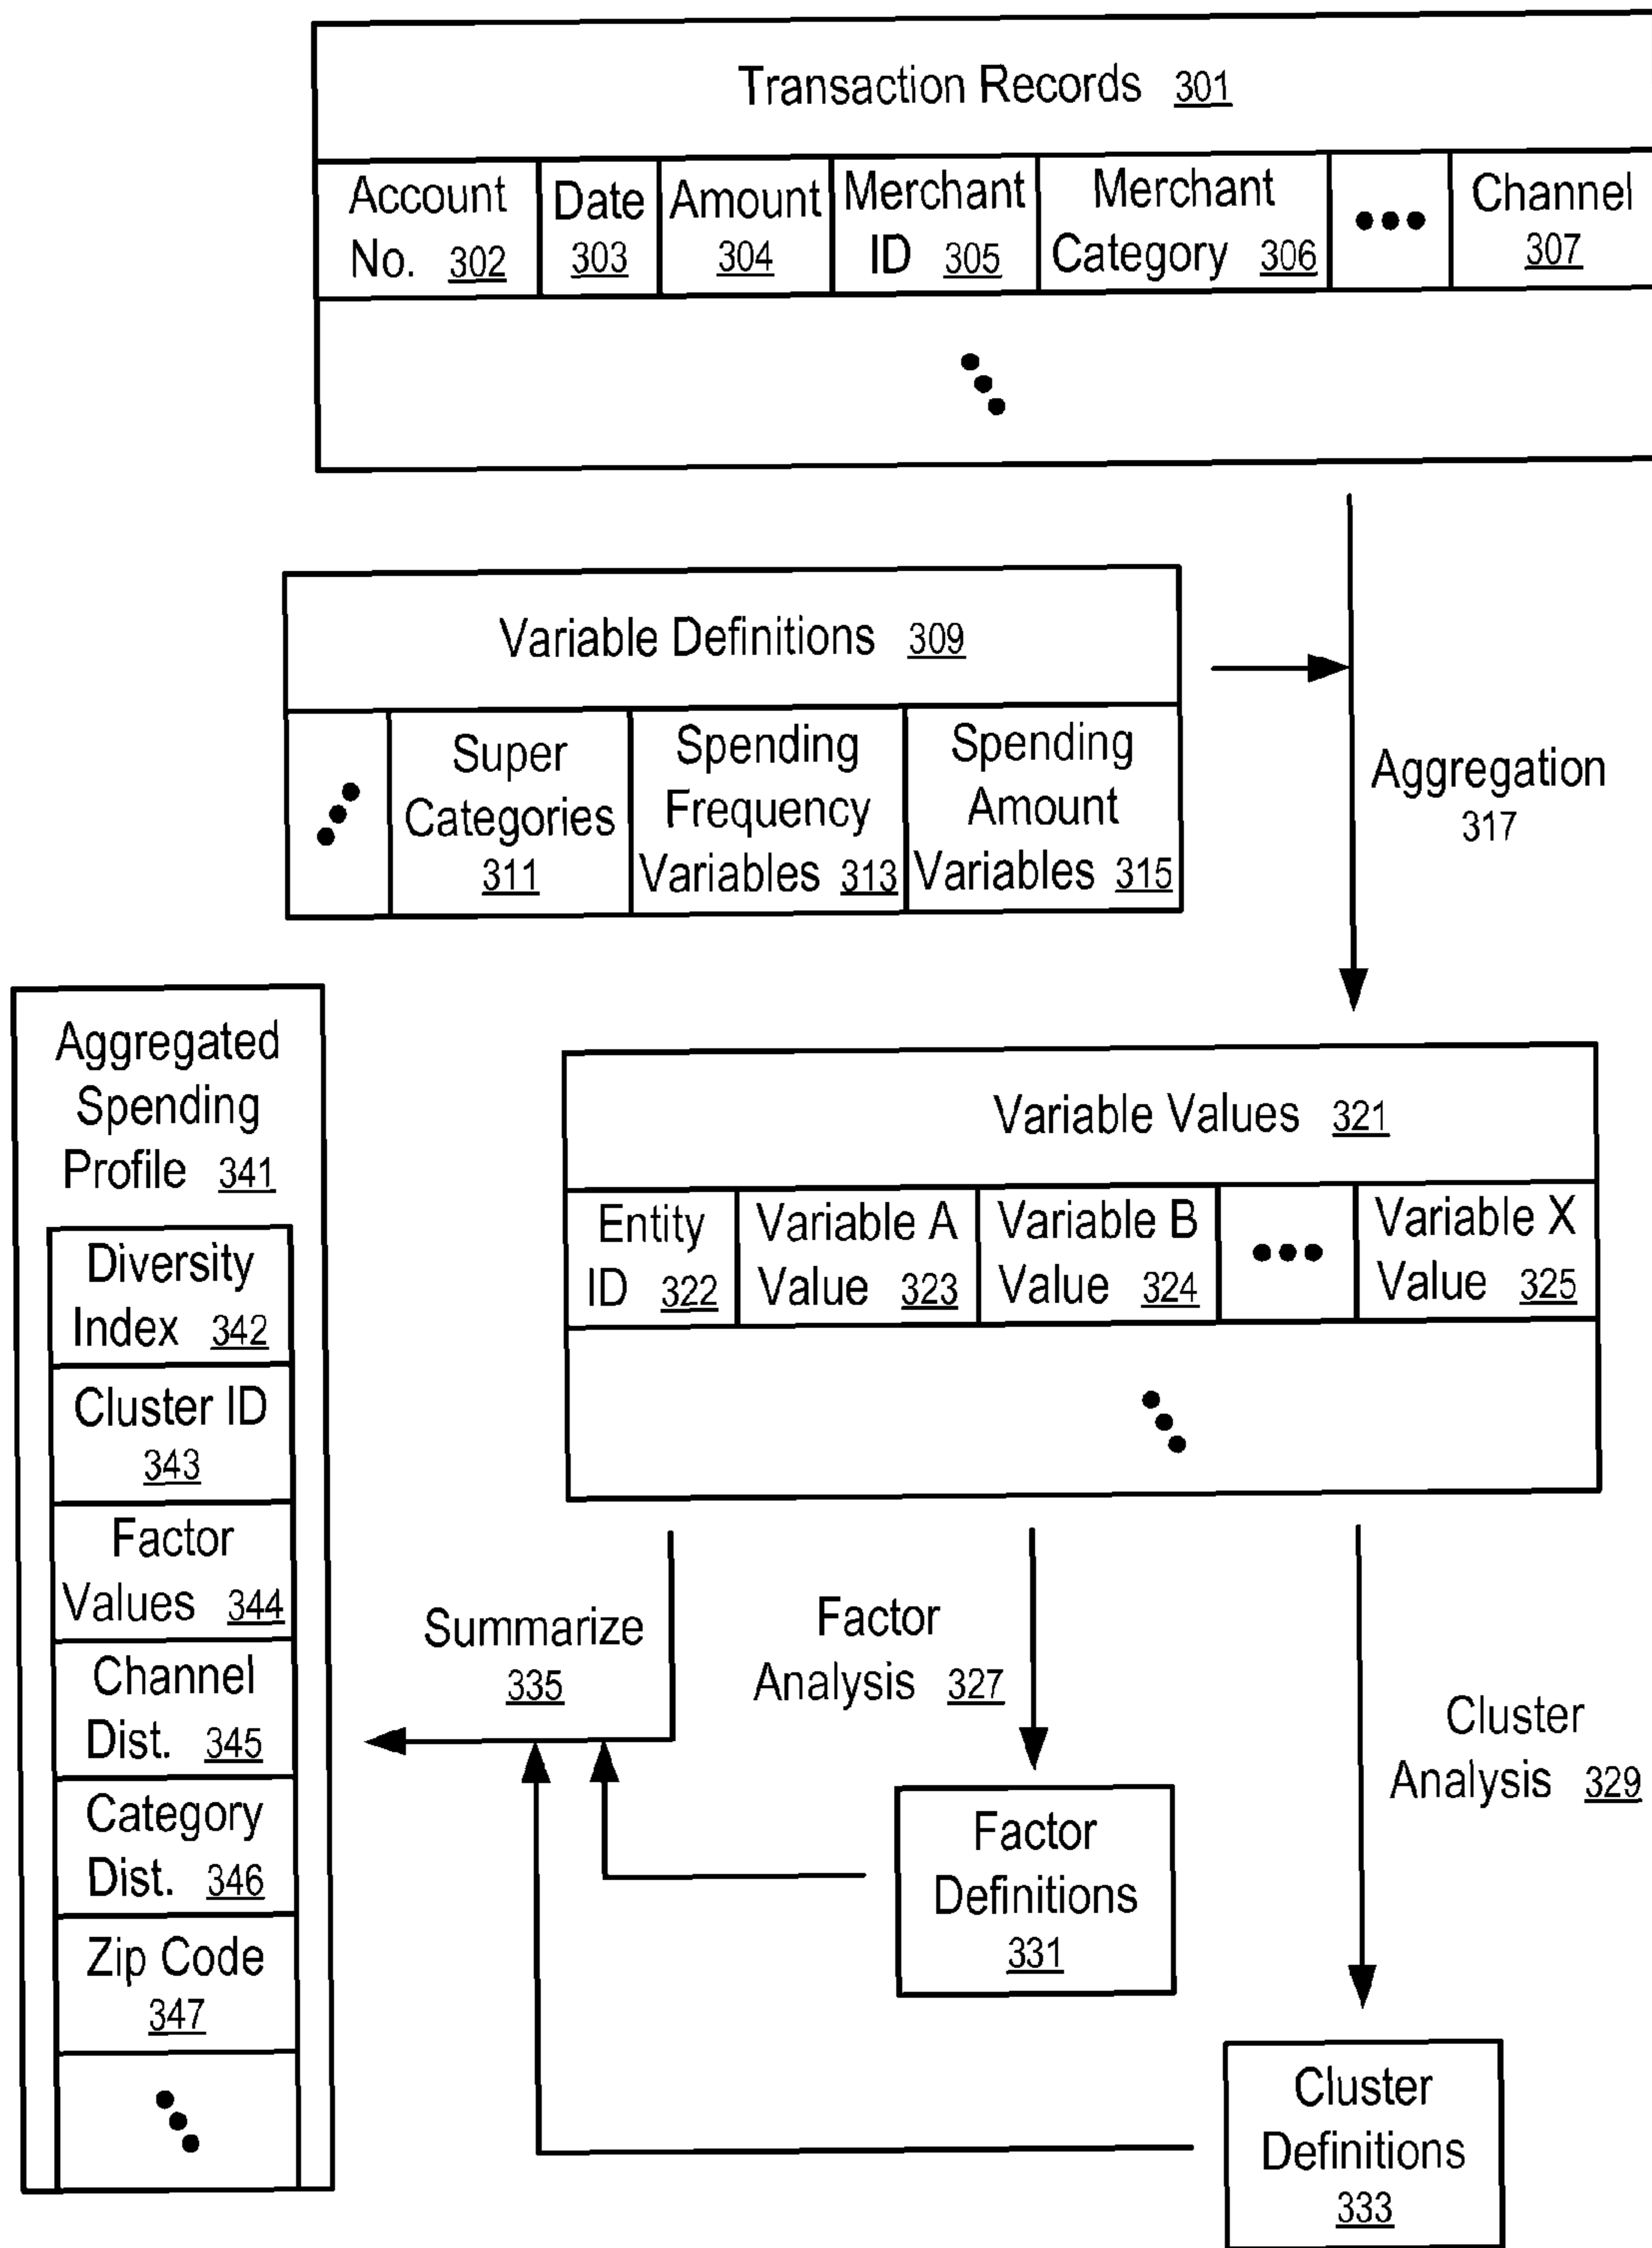 Transaction Records 301
Account
No. 302
Date
303
Amount
304
Merchant
ID 305
Merchant
Category 306
Channel
307
Variable Definitions 309
Super
Categories
311
Spending
Frequency
Variables 313
Spending
Amount
Variables 315
Aggregation
317
Aggregated
Spending
Profile 341
Diversity
Index 342
Cluster ID
343
Factor
Values 344
Channel
Dist. 345
Category
Dist. 346
Zip Code
347
Variable Values 321
Entity
ID 322
Variable A
Value 323
Variable B
Value 324
Variable X
Value 325
Summarize
335
Factor
Analysis 327
Cluster
Analysis 329
Factor
Definitions
331
Cluster
Definitions
333